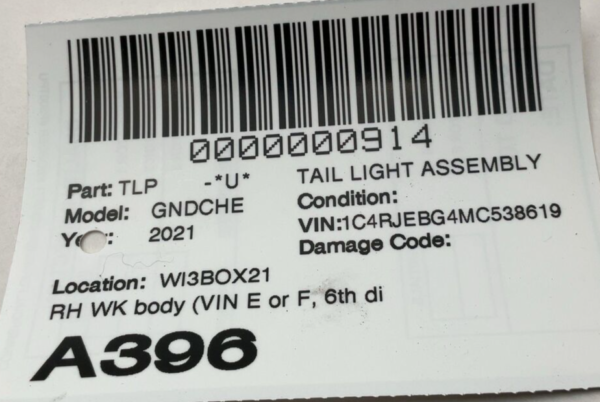 0000000914
Part: TLP -*U* TAIL LIGHT ASSEMBLY
Model: GNDCHE Condition:
VIN:1C4RJEBG4MC538619
2021 Damage Code:
Location: WI3BOX21
RH WK body (VIN E or F, 6th di
A396